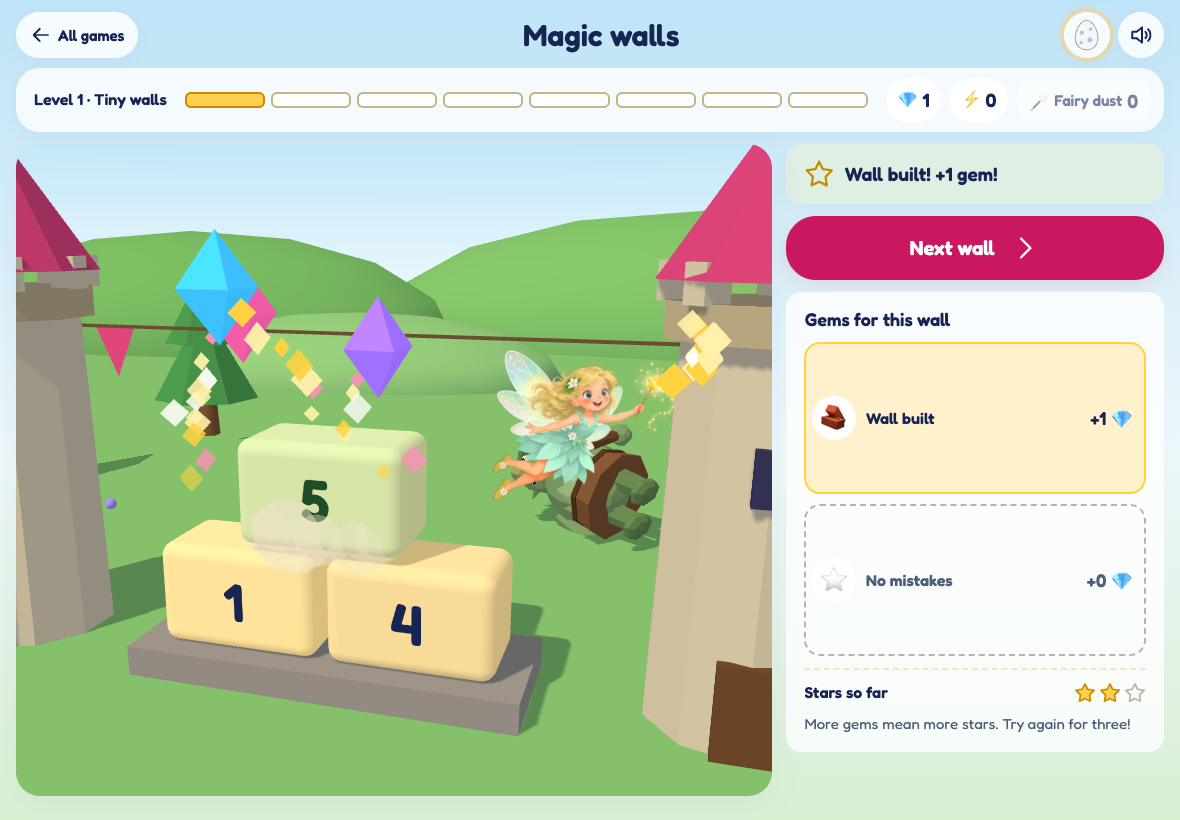 All games
Magic walls
Level 1 · Tiny walls
1
0
Fairy dust 0
Wall built! +1 gem!
Next wall
Gems for this wall
Wall built
+1
No mistakes
+0
Stars so far
More gems mean more stars. Try again for three!
5
1
4